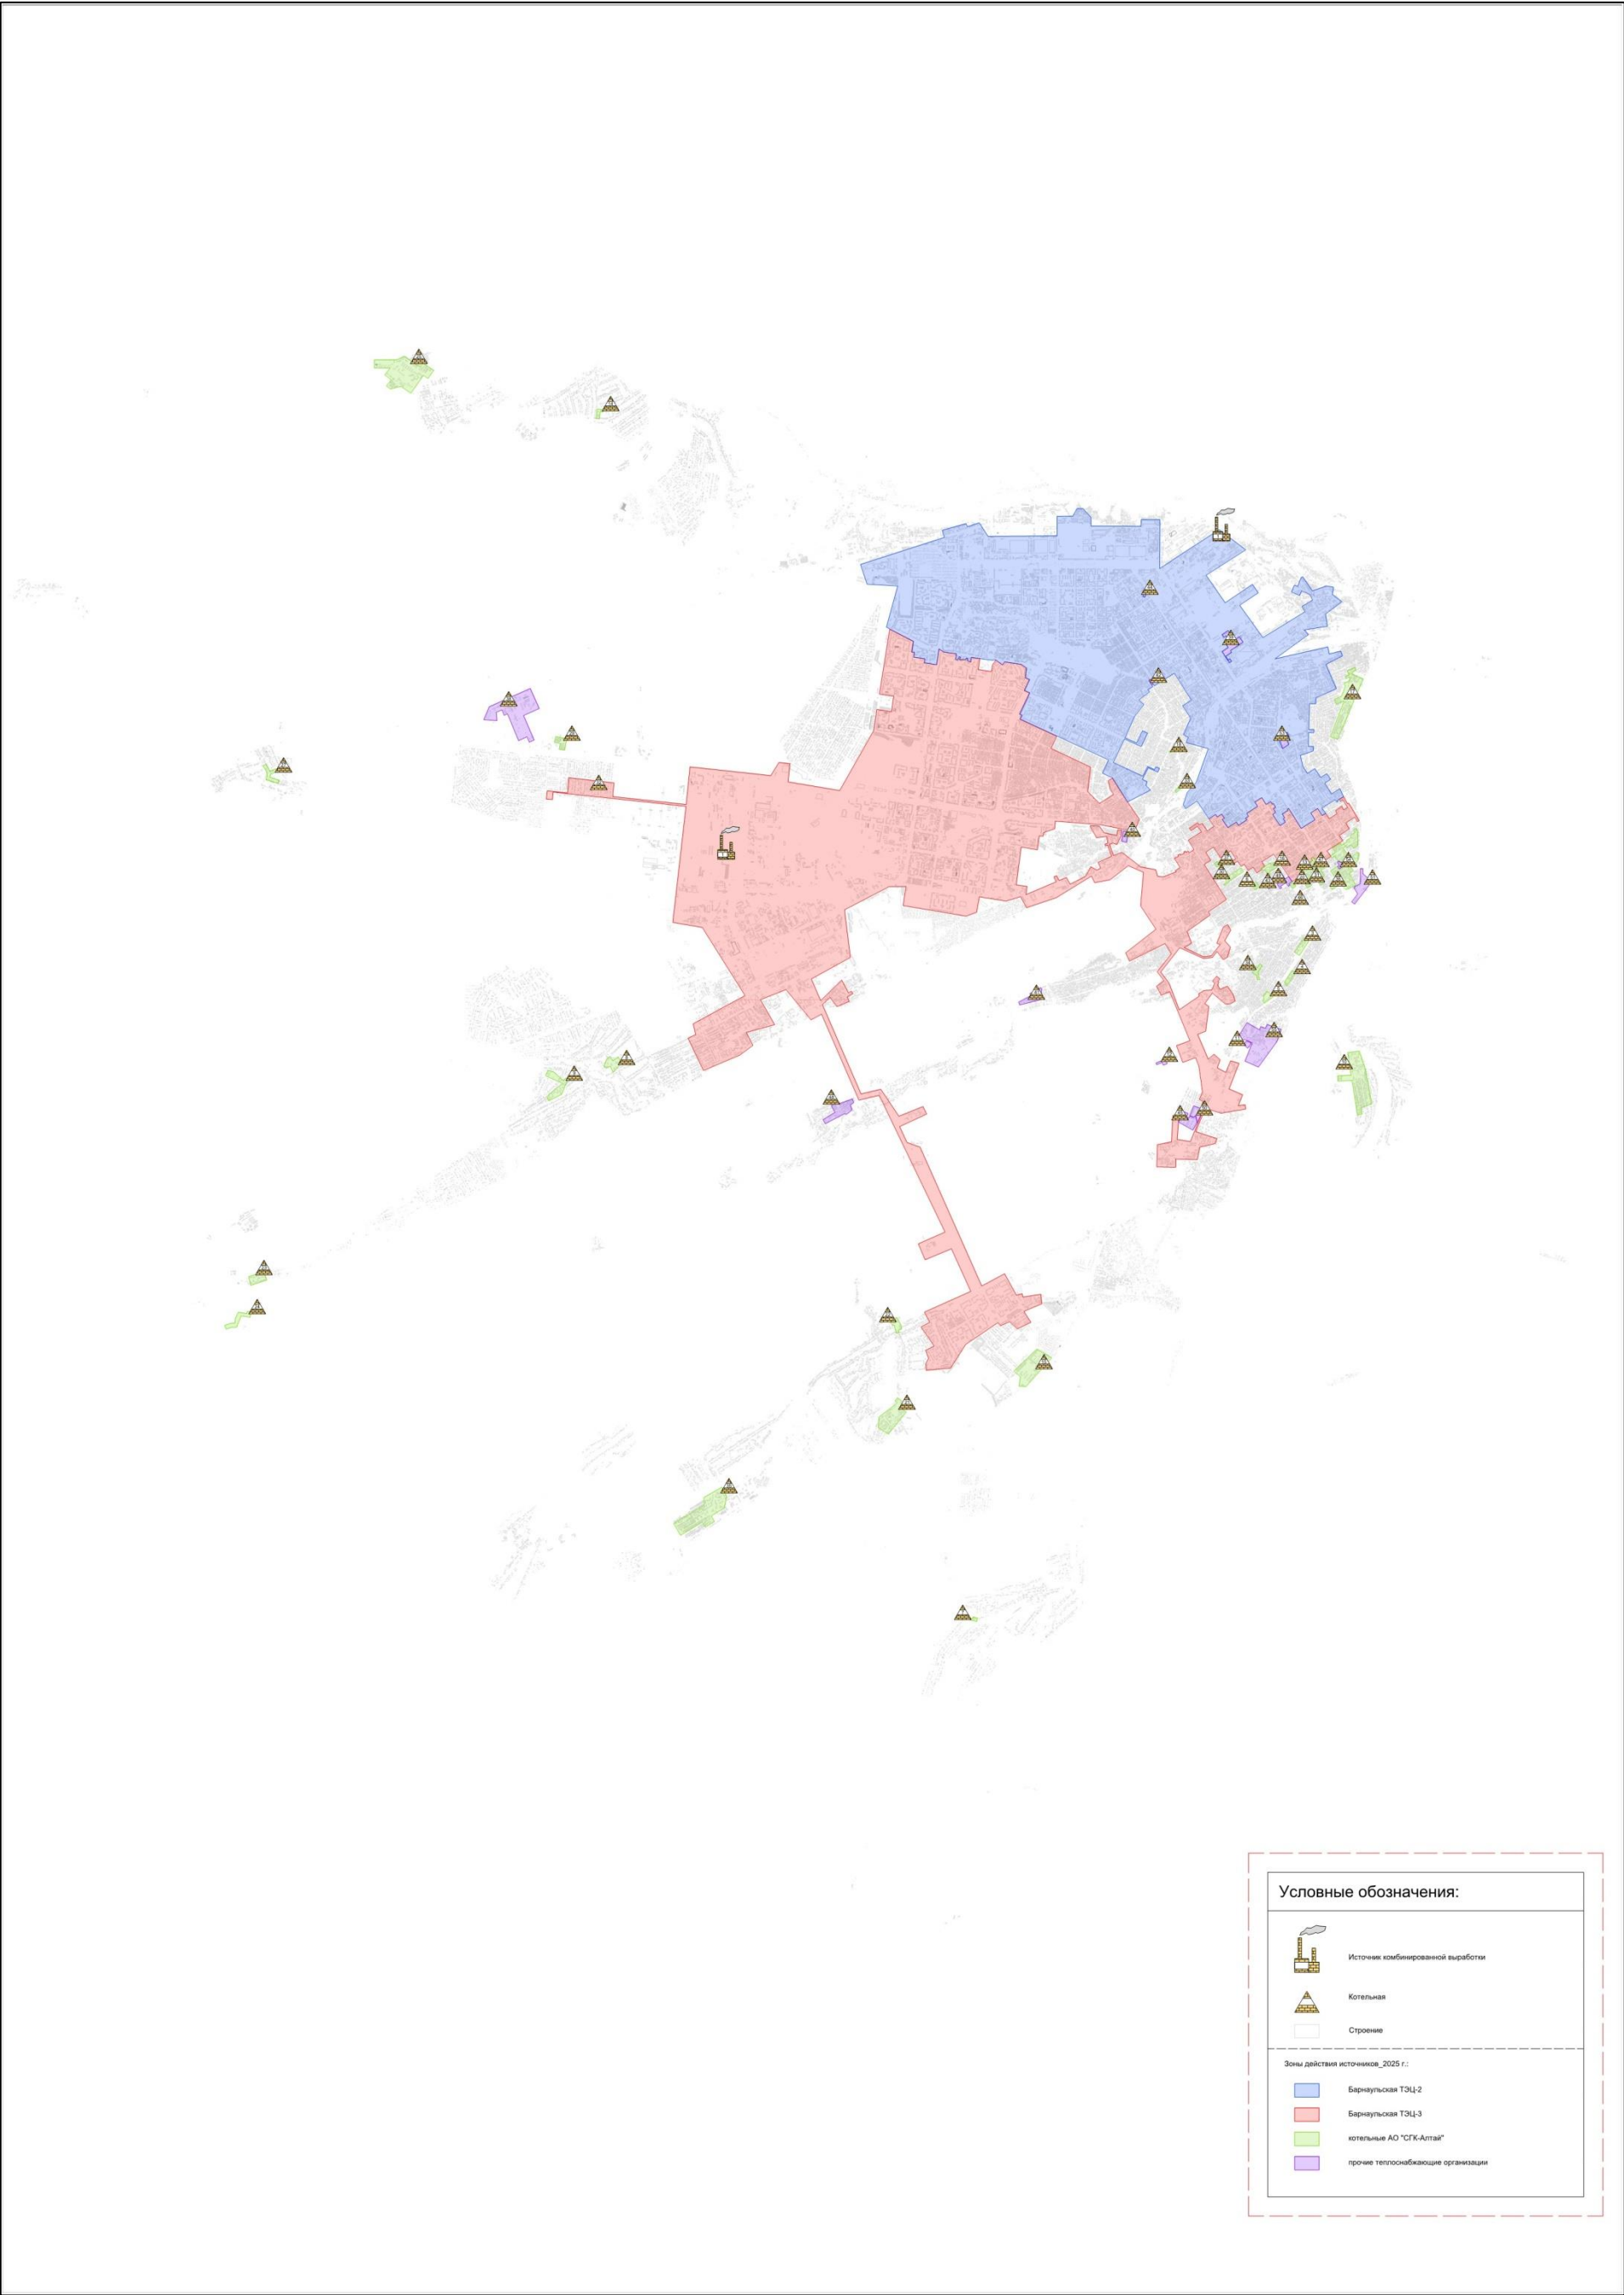 Условные обозначения:
Источник комбинированной выработки
Котельная
Строение
Зоны действия источников_2025 г.:
Барнаульская ТЭЦ-2
Барнаульская ТЭЦ-3
котельные АО "СГК-Алтай"
прочие теплоснабжающие организации